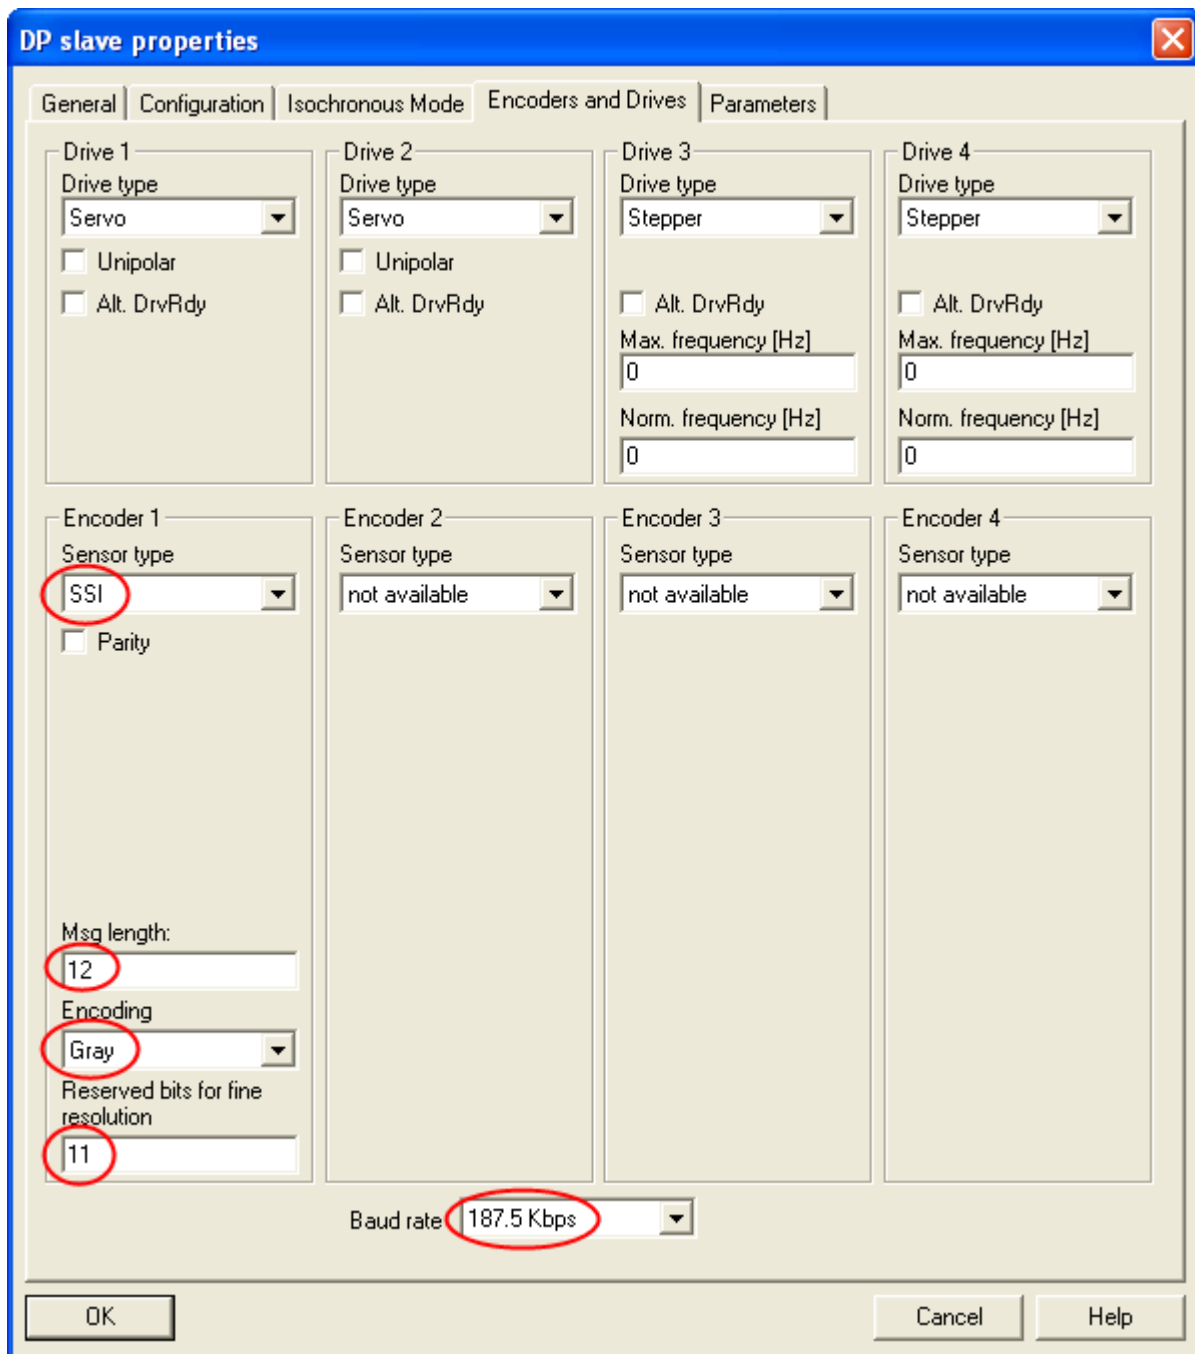 DP slave properties
General Configuration Isochronous Mode Encoders and Drives Parameters
Drive 1 Drive 2 Drive 3 Drive 4
Drive type Drive type Drive type Drive type
Servo Servo Stepper Stepper
Unipolar Unipolar
Alt. DrvRdy Alt. DrvRdy Alt. DrvRdy Alt. DrvRdy
Max. frequency [Hz] Max. frequency [Hz]
0 0
Norm. frequency [Hz] Norm. frequency [Hz]
0 0
Encoder 1 Encoder 2 Encoder 3 Encoder 4
Sensor type Sensor type Sensor type Sensor type
SSI not available not available not available
Parity
Msg length:
12
Encoding
Gray
Reserved bits for fine
resolution
11
Baud rate 187.5 Kbps
OK Cancel Help